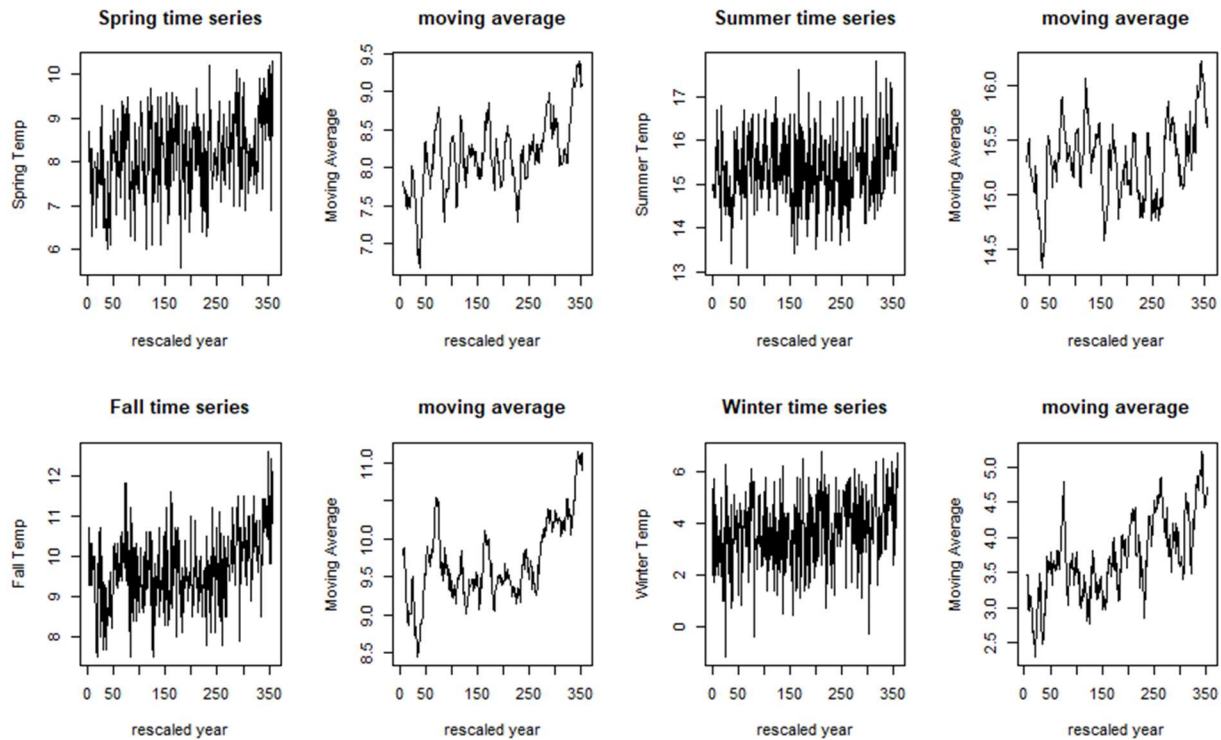 Spring time series
moving average
Summer time series
moving average
Spring Temp
6 7 8 9 10
0 50 150 250 350
rescaled year
Moving Average
7.0 7.5 8.0 8.5 9.0 9.5
0 50 150 250 350
rescaled year
Summer Temp
13 14 15 16 17
0 50 150 250 350
rescaled year
Moving Average
14.5 15.0 15.5 16.0
0 50 150 250 350
rescaled year
Fall time series
moving average
Winter time series
moving average
Fall Temp
8 9 10 11 12
0 50 150 250 350
rescaled year
Moving Average
8.5 9.0 9.5 10.0 11.0
0 50 150 250 350
rescaled year
Winter Temp
0 2 4 6
0 50 150 250 350
rescaled year
Moving Average
2.5 3.0 3.5 4.0 4.5 5.0
0 50 150 250 350
rescaled year